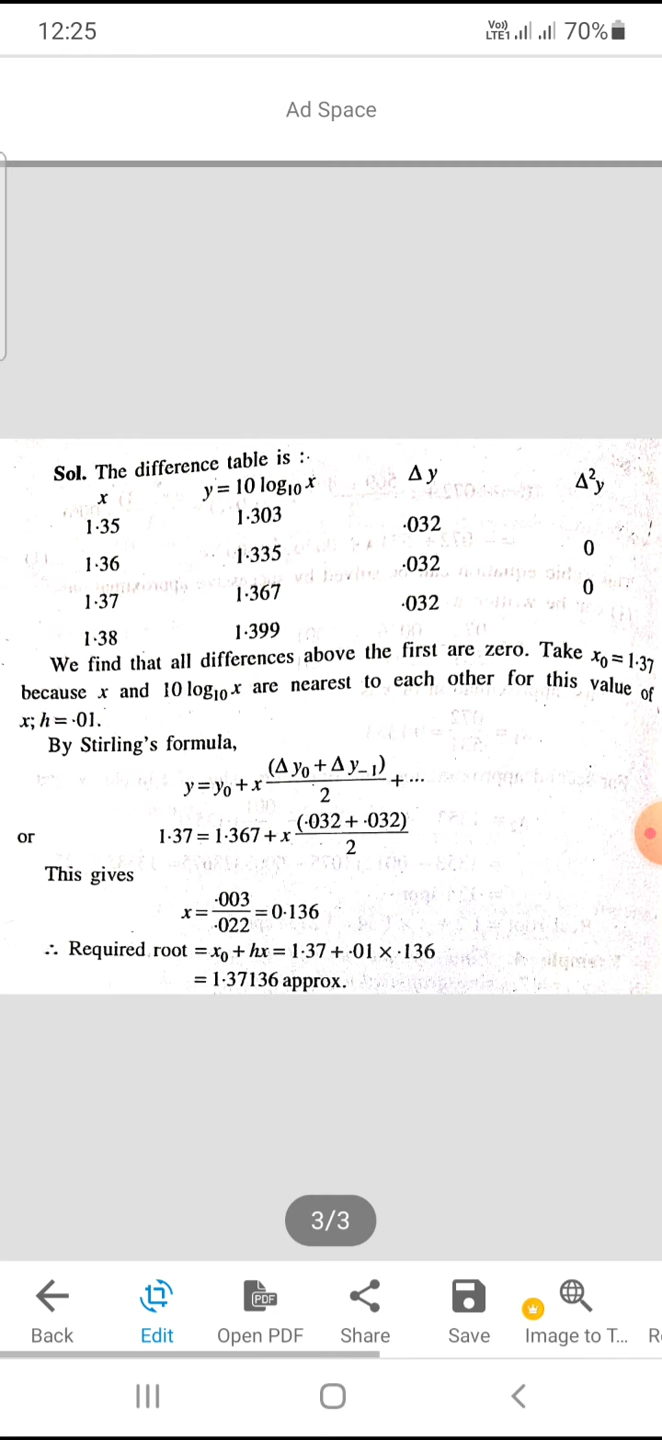 12:25
Vo)) LTE1 70%
Ad Space
Sol. The difference table is :-
x y = 10 log₁₀ x Δ y Δ²y
1·35 1·303
·032
1·36 1·335 0
·032
1·37 1·367 0
·032
1·38 1·399
We find that all differences above the first are zero. Take x₀ = 1·37
because x and 10 log₁₀ x are nearest to each other for this value of
x; h = ·01.
By Stirling's formula,
y = y₀ + x (Δ y₀ + Δ y₋₁) / 2 + ...
or 1·37 = 1·367 + x (·032 + ·032) / 2
This gives
x = ·003 / ·022 = 0·136
∴ Required root = x₀ + hx = 1·37 + ·01 × ·136
= 1·37136 approx.
3/3
PDF
Back Edit Open PDF Share Save Image to T... R